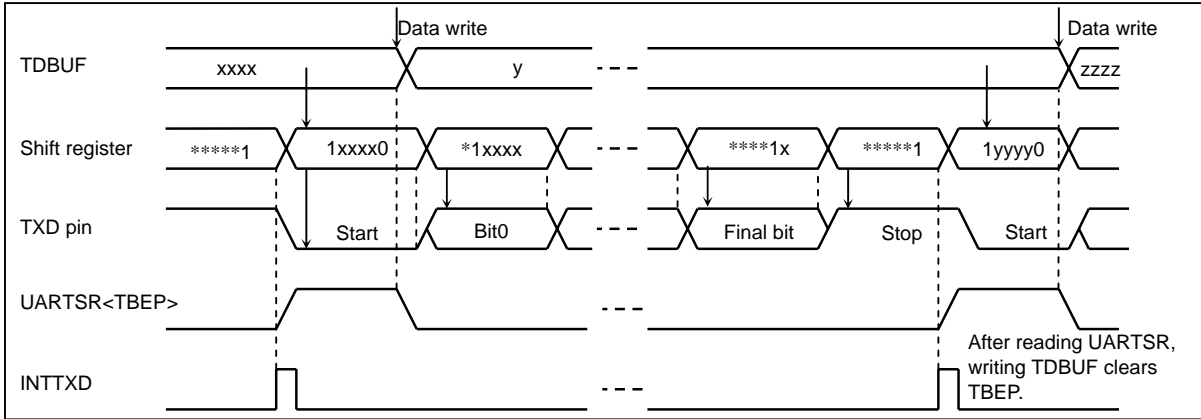 Data write
Data write
TDBUF
xxxx
y
zzzz
Shift register
*****1
1xxxx0
*1xxxx
****1x
*****1
1yyyy0
TXD pin
Start
Bit0
Final bit
Stop
Start
UARTSR<TBEP>
After reading UARTSR,
writing TDBUF clears
TBEP.
INTTXD